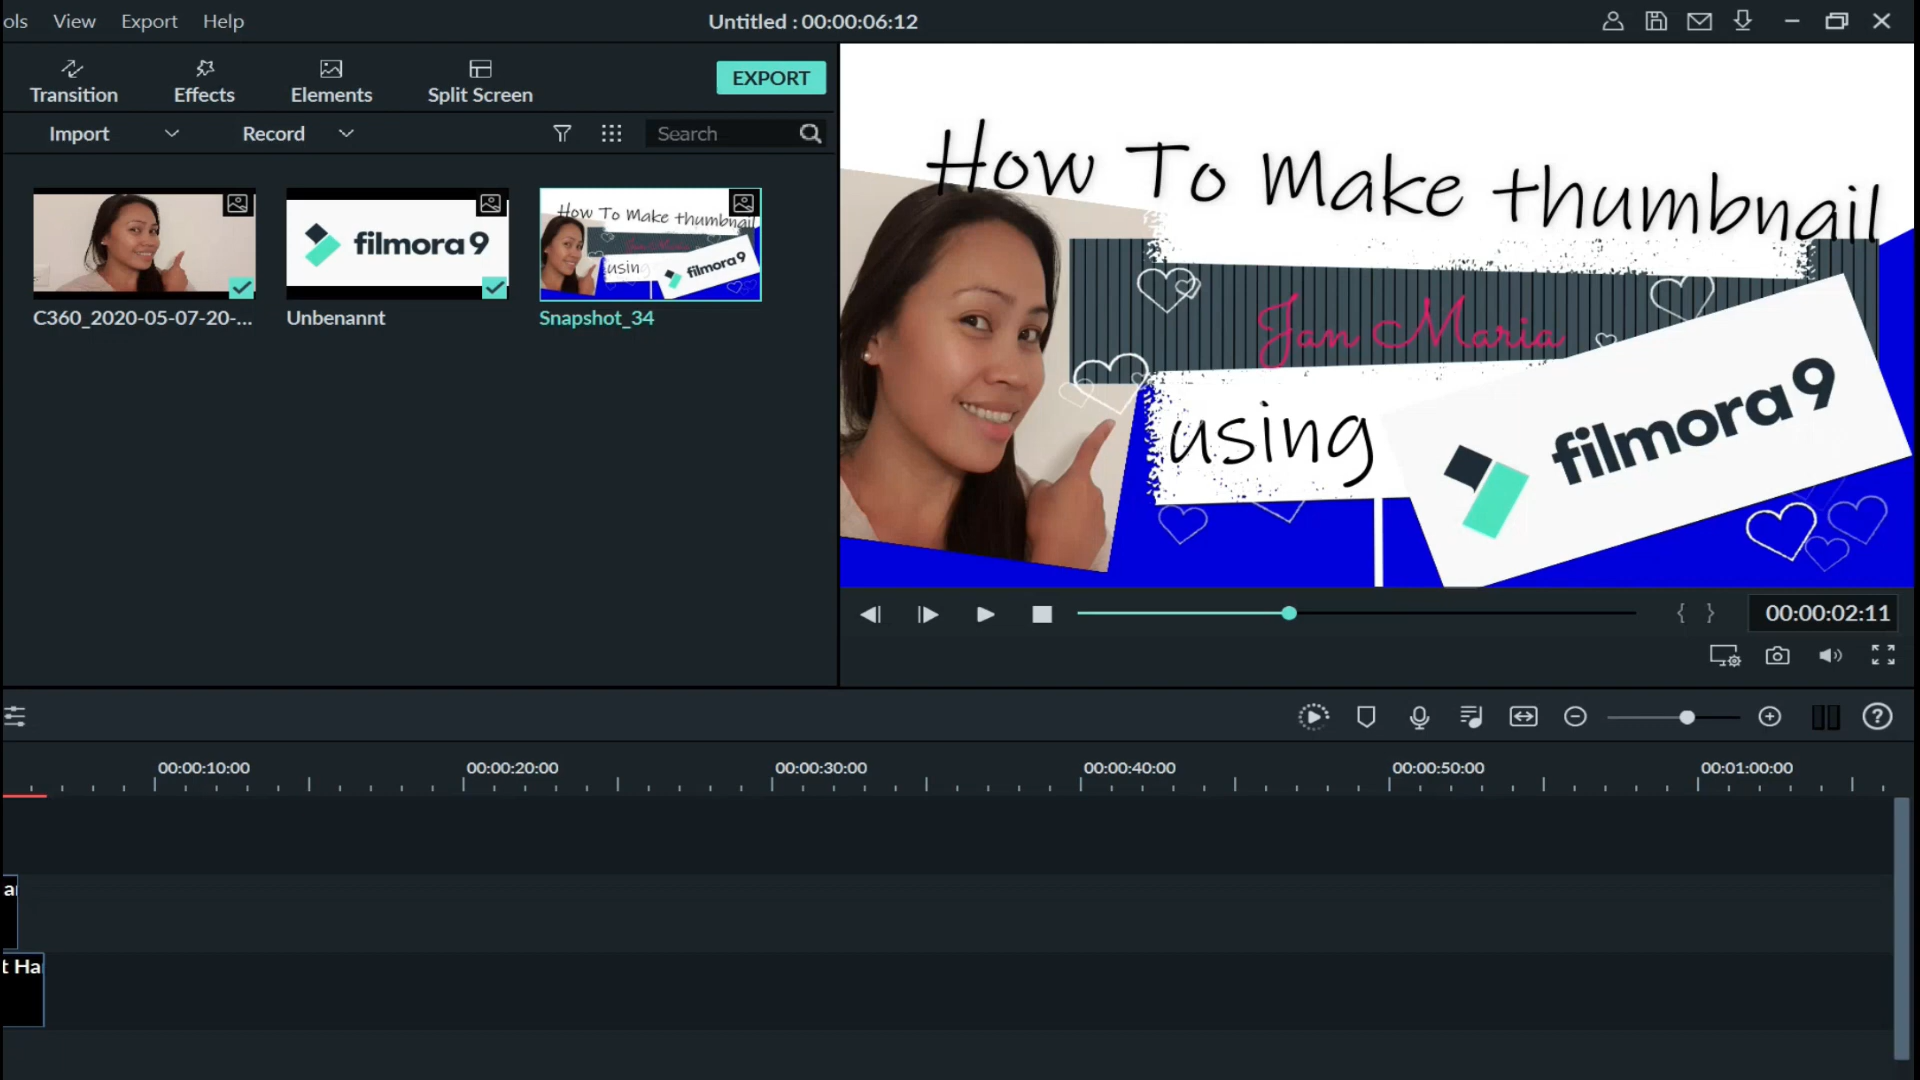 ols View Export Help
Untitled : 00:00:06:12
Transition Effects Elements Split Screen
EXPORT
Import Record Search
How To Make thumbnail
Jan Maria
using
filmora9
C360_2020-05-07-20-...
filmora9
Unbenannt
How To Make thumbnail
Jan Maria
using
filmora9
Snapshot_34
{ } 00:00:02:11
00:00:10:00 00:00:20:00 00:00:30:00 00:00:40:00 00:00:50:00 00:01:00:00
a
t Ha